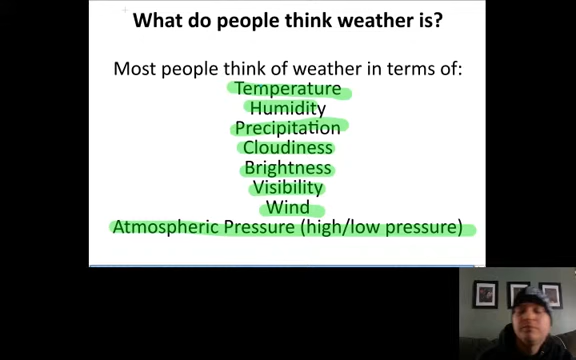 What do people think weather is?
Most people think of weather in terms of:
Temperature
Humidity
Precipitation
Cloudiness
Brightness
Visibility
Wind
Atmospheric Pressure (high/low pressure)